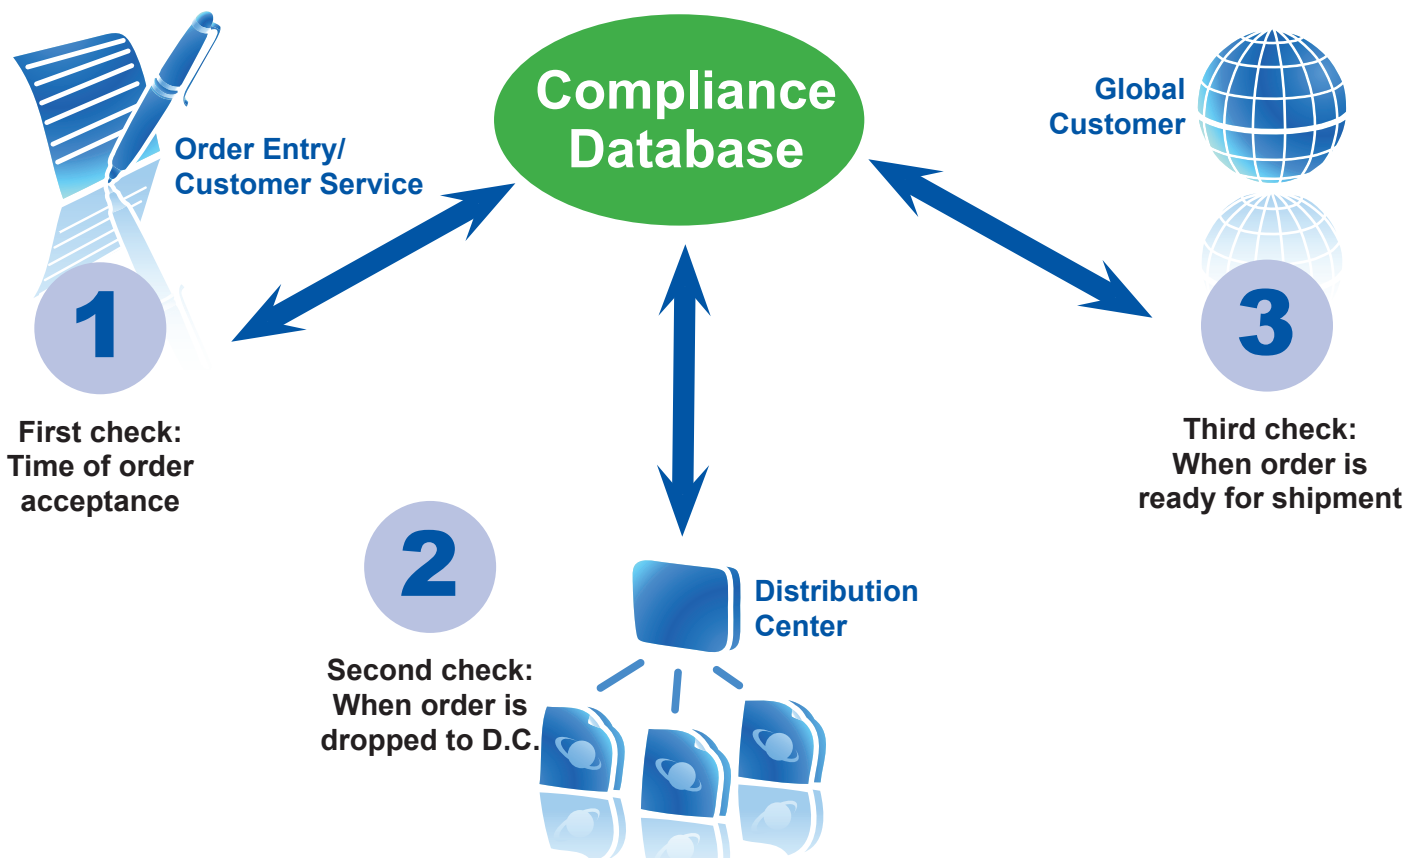 Compliance
Database
Order Entry/
Customer Service
1
First check:
Time of order
acceptance
2
Second check:
When order is
dropped to D.C.
Distribution
Center
Global
Customer
3
Third check:
When order is
ready for shipment